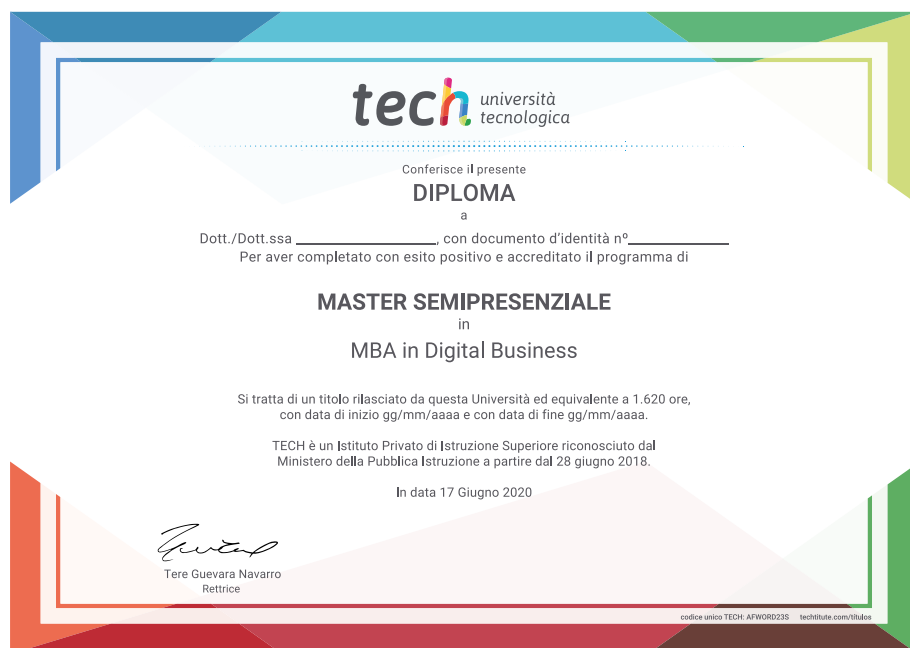 tech università
tecnologica
Conferisce il presente
DIPLOMA
a
Dott./Dott.ssa ________________, con documento d'identità nº____________
Per aver completato con esito positivo e accreditato il programma di
MASTER SEMIPRESENZIALE
in
MBA in Digital Business
Si tratta di un titolo rilasciato da questa Università ed equivalente a 1.620 ore,
con data di inizio gg/mm/aaaa e con data di fine gg/mm/aaaa.
TECH è un Istituto Privato di Istruzione Superiore riconosciuto dal
Ministero della Pubblica Istruzione a partire dal 28 giugno 2018.
In data 17 Giugno 2020
Tere Guevara Navarro
Rettrice
codice unico TECH: AFWORD23S techtitute.com/titulos